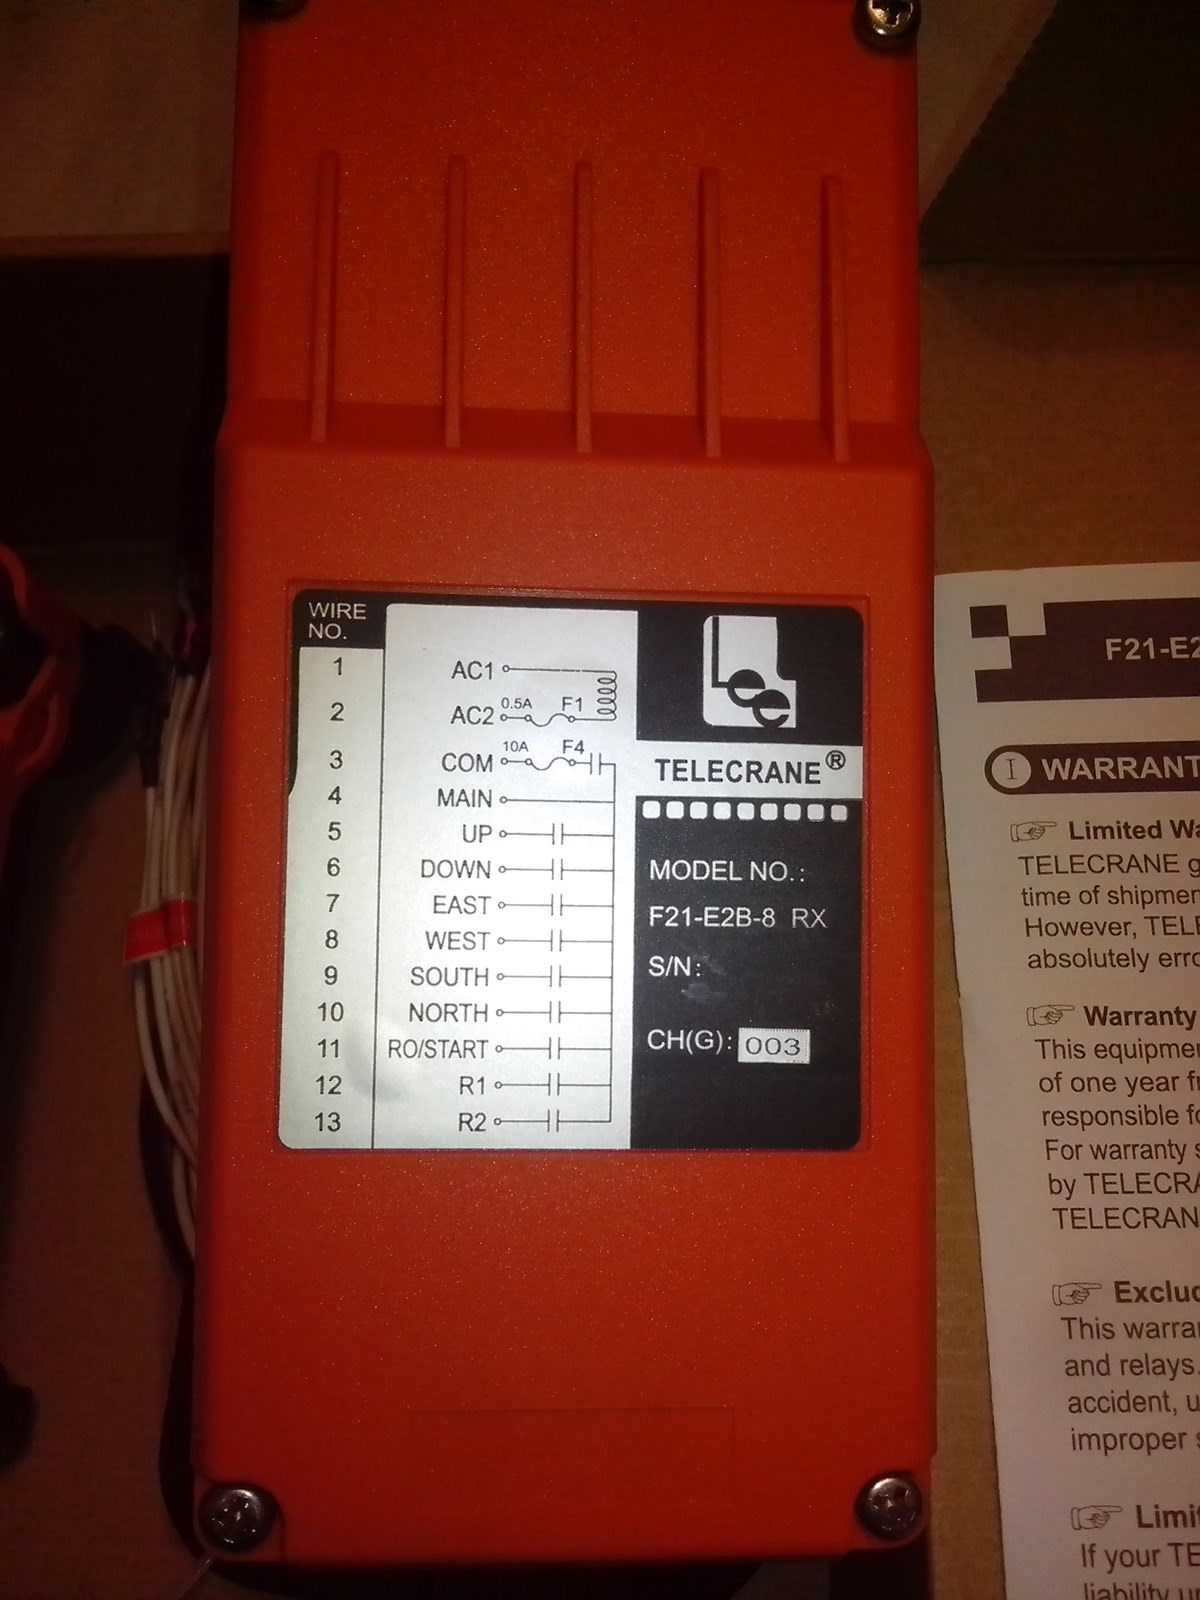 WIRE
NO.
1 AC1
2 AC2 0.5A F1
3 COM 10A F4
4 MAIN
5 UP
6 DOWN
7 EAST
8 WEST
9 SOUTH
10 NORTH
11 RO/START
12 R1
13 R2
Lee
TELECRANE®
MODEL NO.:
F21-E2B-8 RX
S/N:
CH(G): 003
F21-E2
I WARRANT
Limited Wa
TELECRANE g
time of shipmen
However, TELE
absolutely erro
Warranty
This equipme
of one year f
responsible fo
For warranty s
by TELECRA
TELECRAN
Exclud
This warra
and relays.
accident, u
improper s
Limit
If your TE
liability u